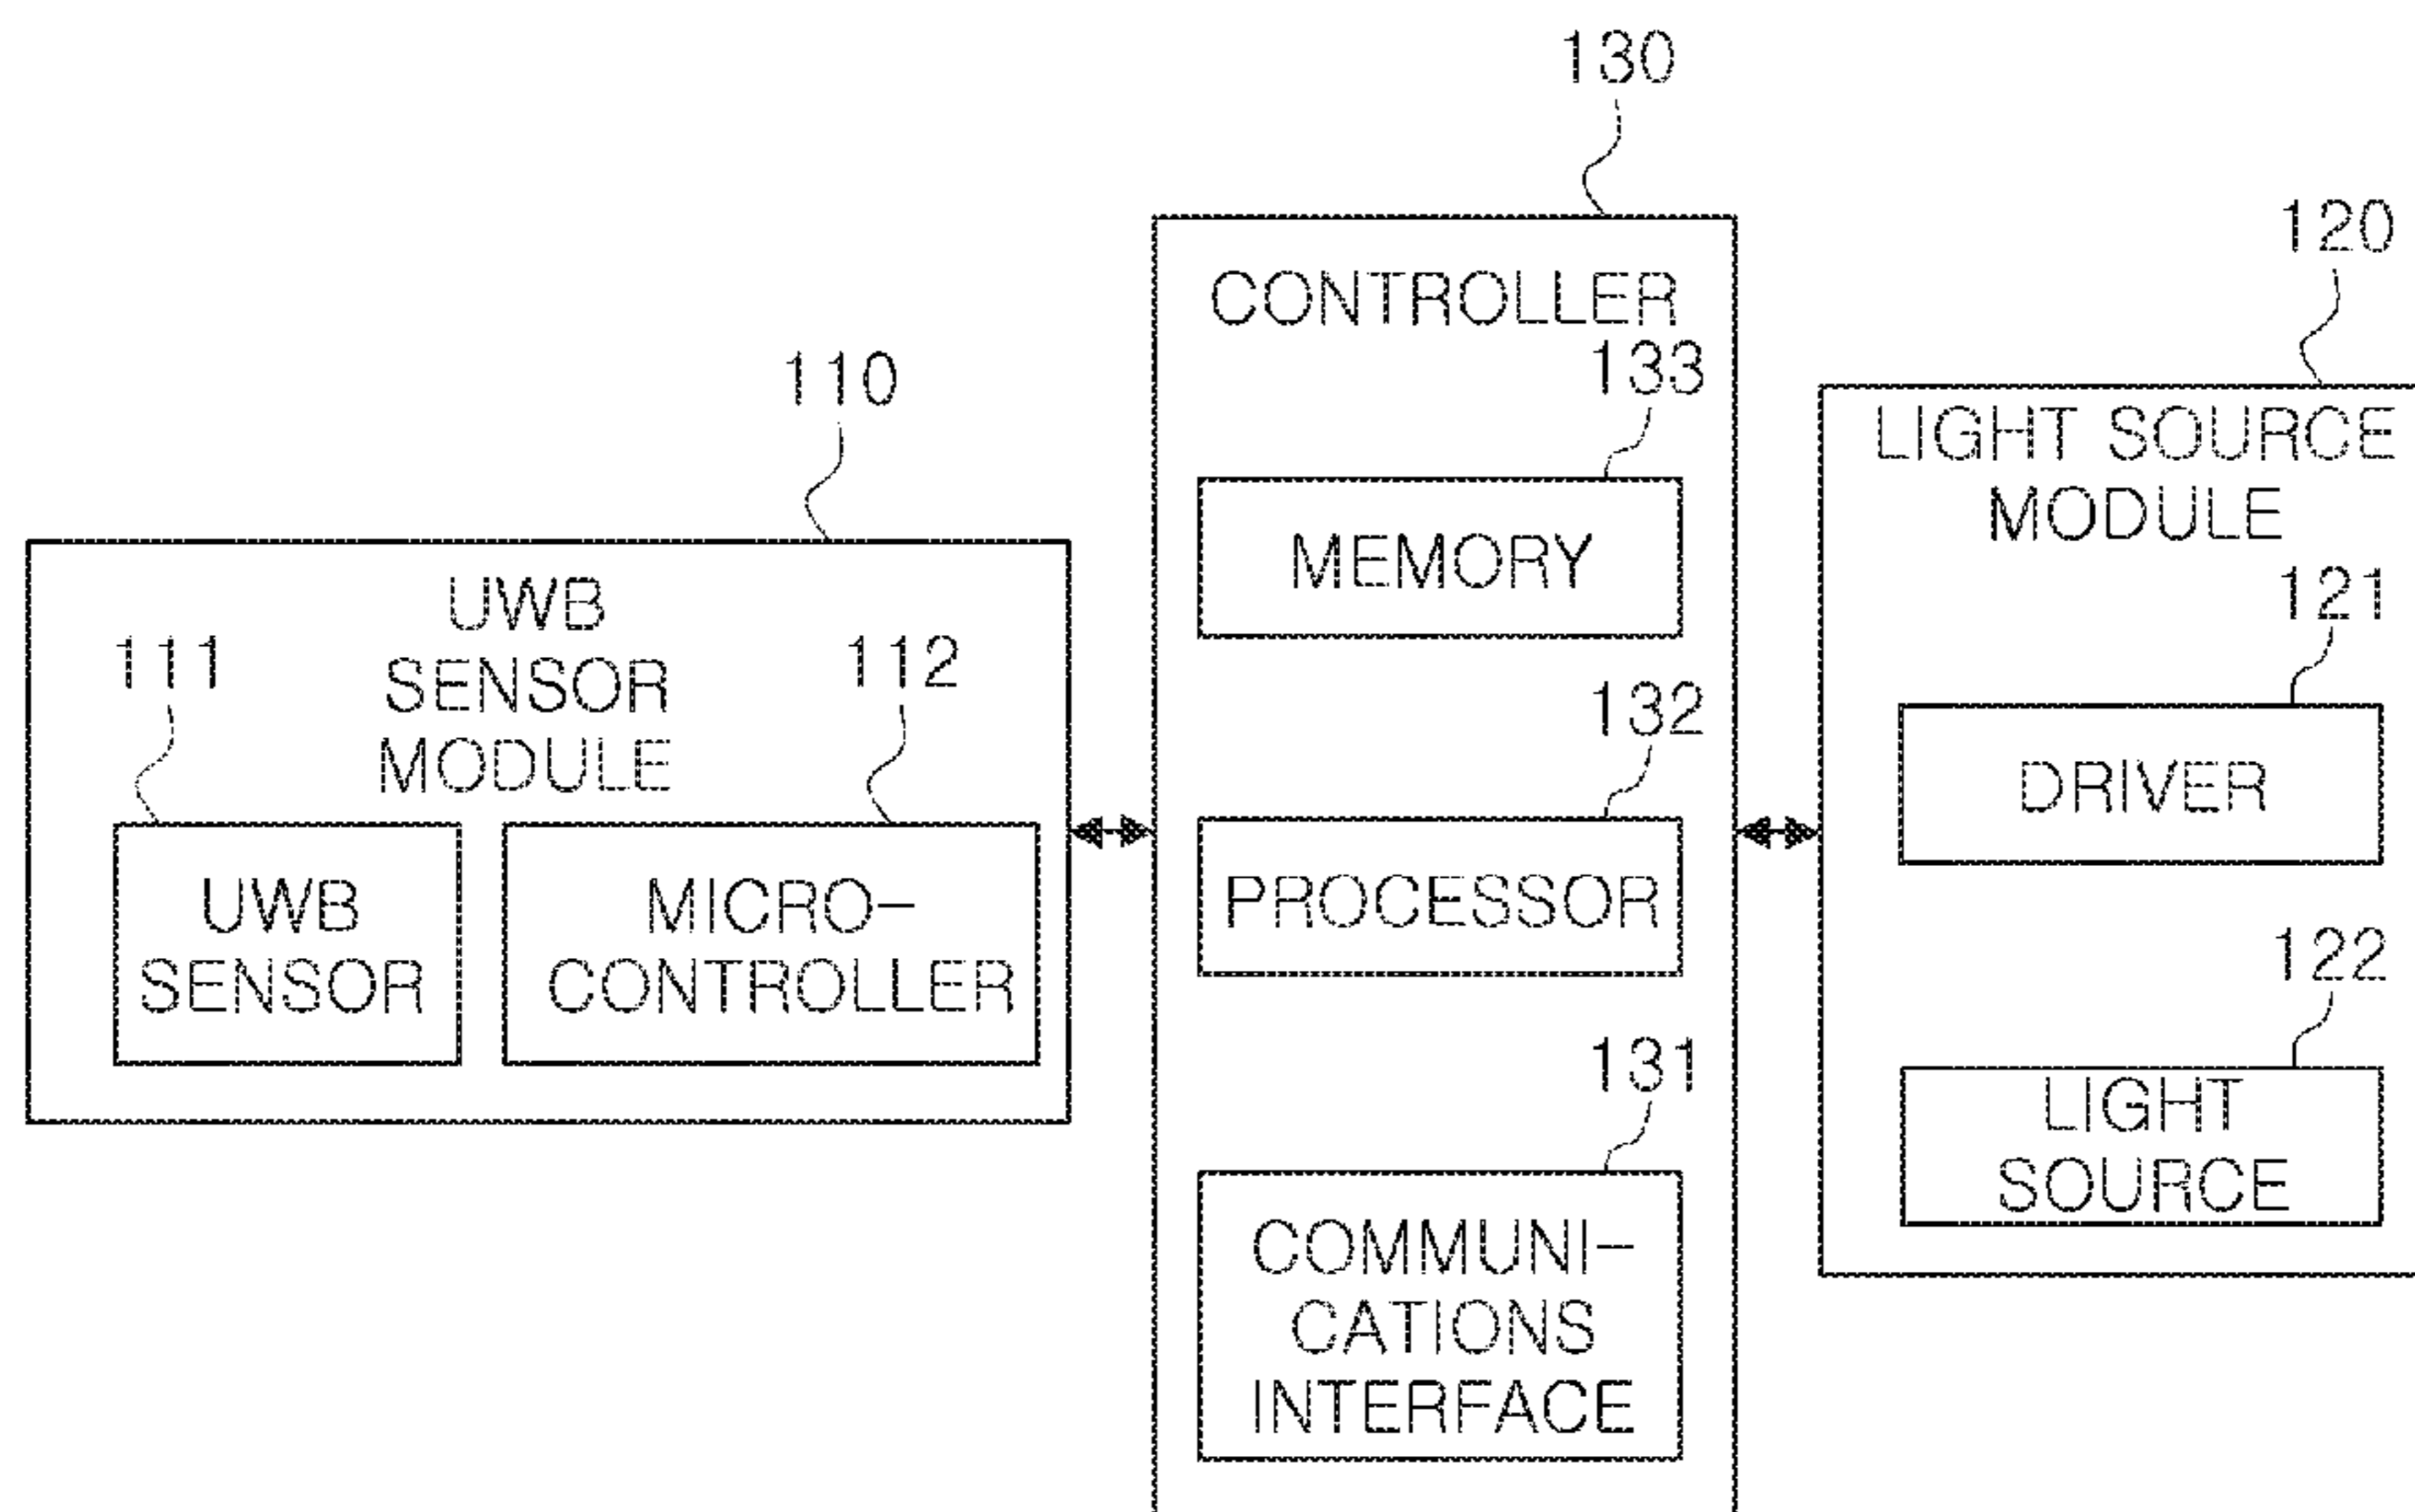 130
CONTROLLER
133
MEMORY
132
PROCESSOR
131
COMMUNI-
CATIONS
INTERFACE
110
UWB
SENSOR
MODULE
111
112
UWB
SENSOR
MICRO-
CONTROLLER
120
LIGHT SOURCE
MODULE
121
DRIVER
122
LIGHT
SOURCE